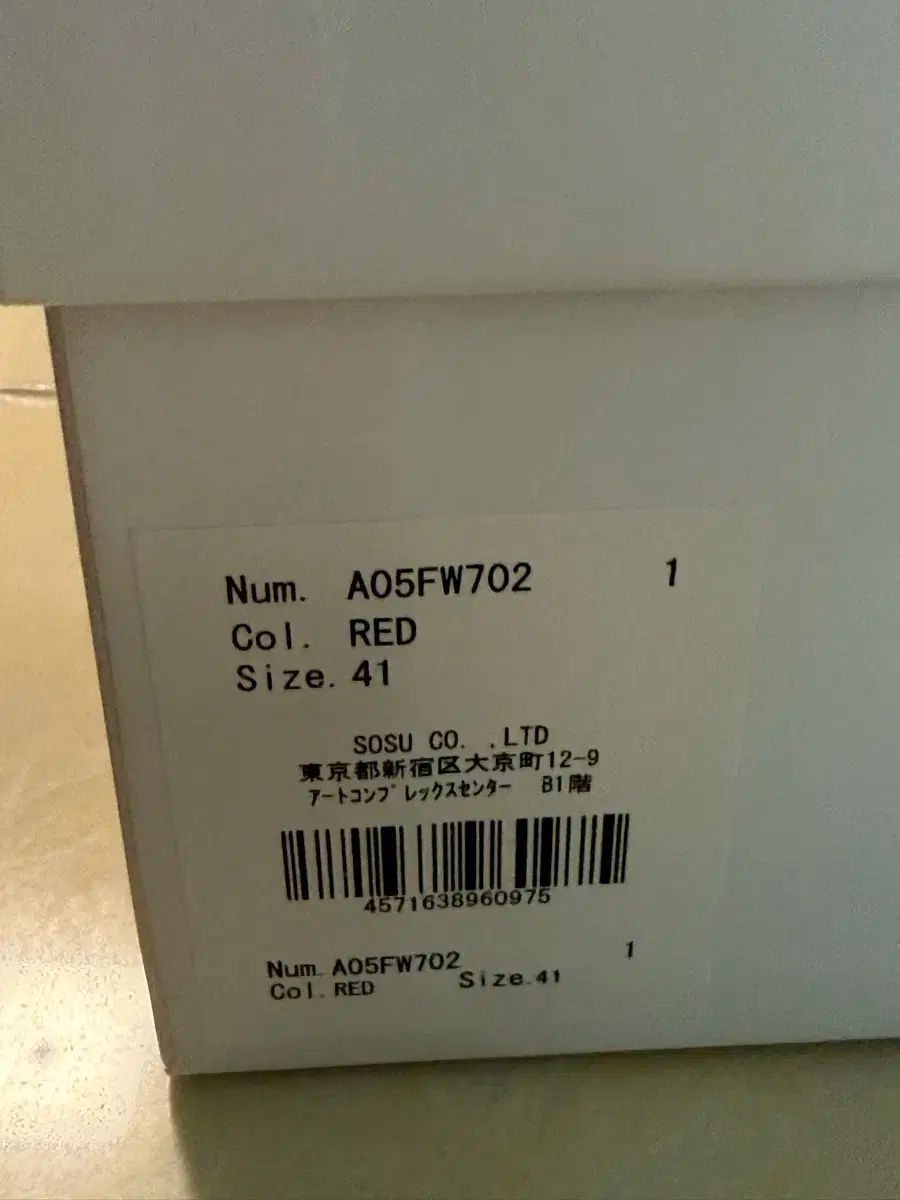 Num. A05FW702 1
Col. RED
Size. 41
SOSU CO. ,LTD
東京都新宿区大京町12-9
ｱｰﾄｺﾝﾌﾟﾚｯｸｽｾﾝﾀｰ B1階
4571638960975
Num. A05FW702 1
Col. RED Size. 41